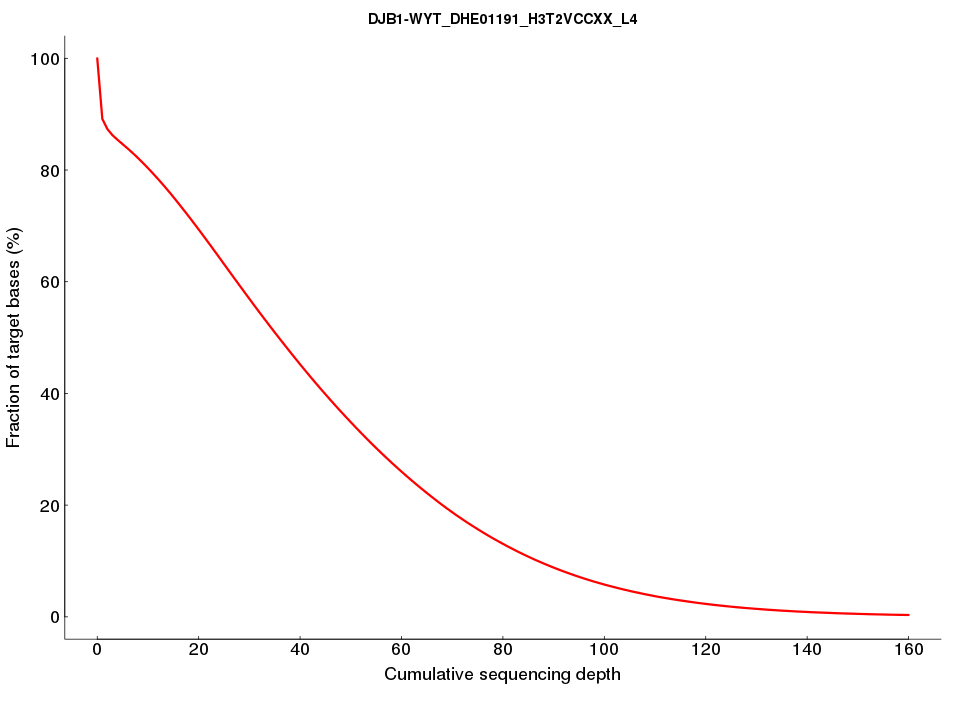 DJB1-WYT_DHE01191_H3T2VCCXX_L4
Fraction of target bases (%)
100
80
60
40
20
0
0 20 40 60 80 100 120 140 160
Cumulative sequencing depth